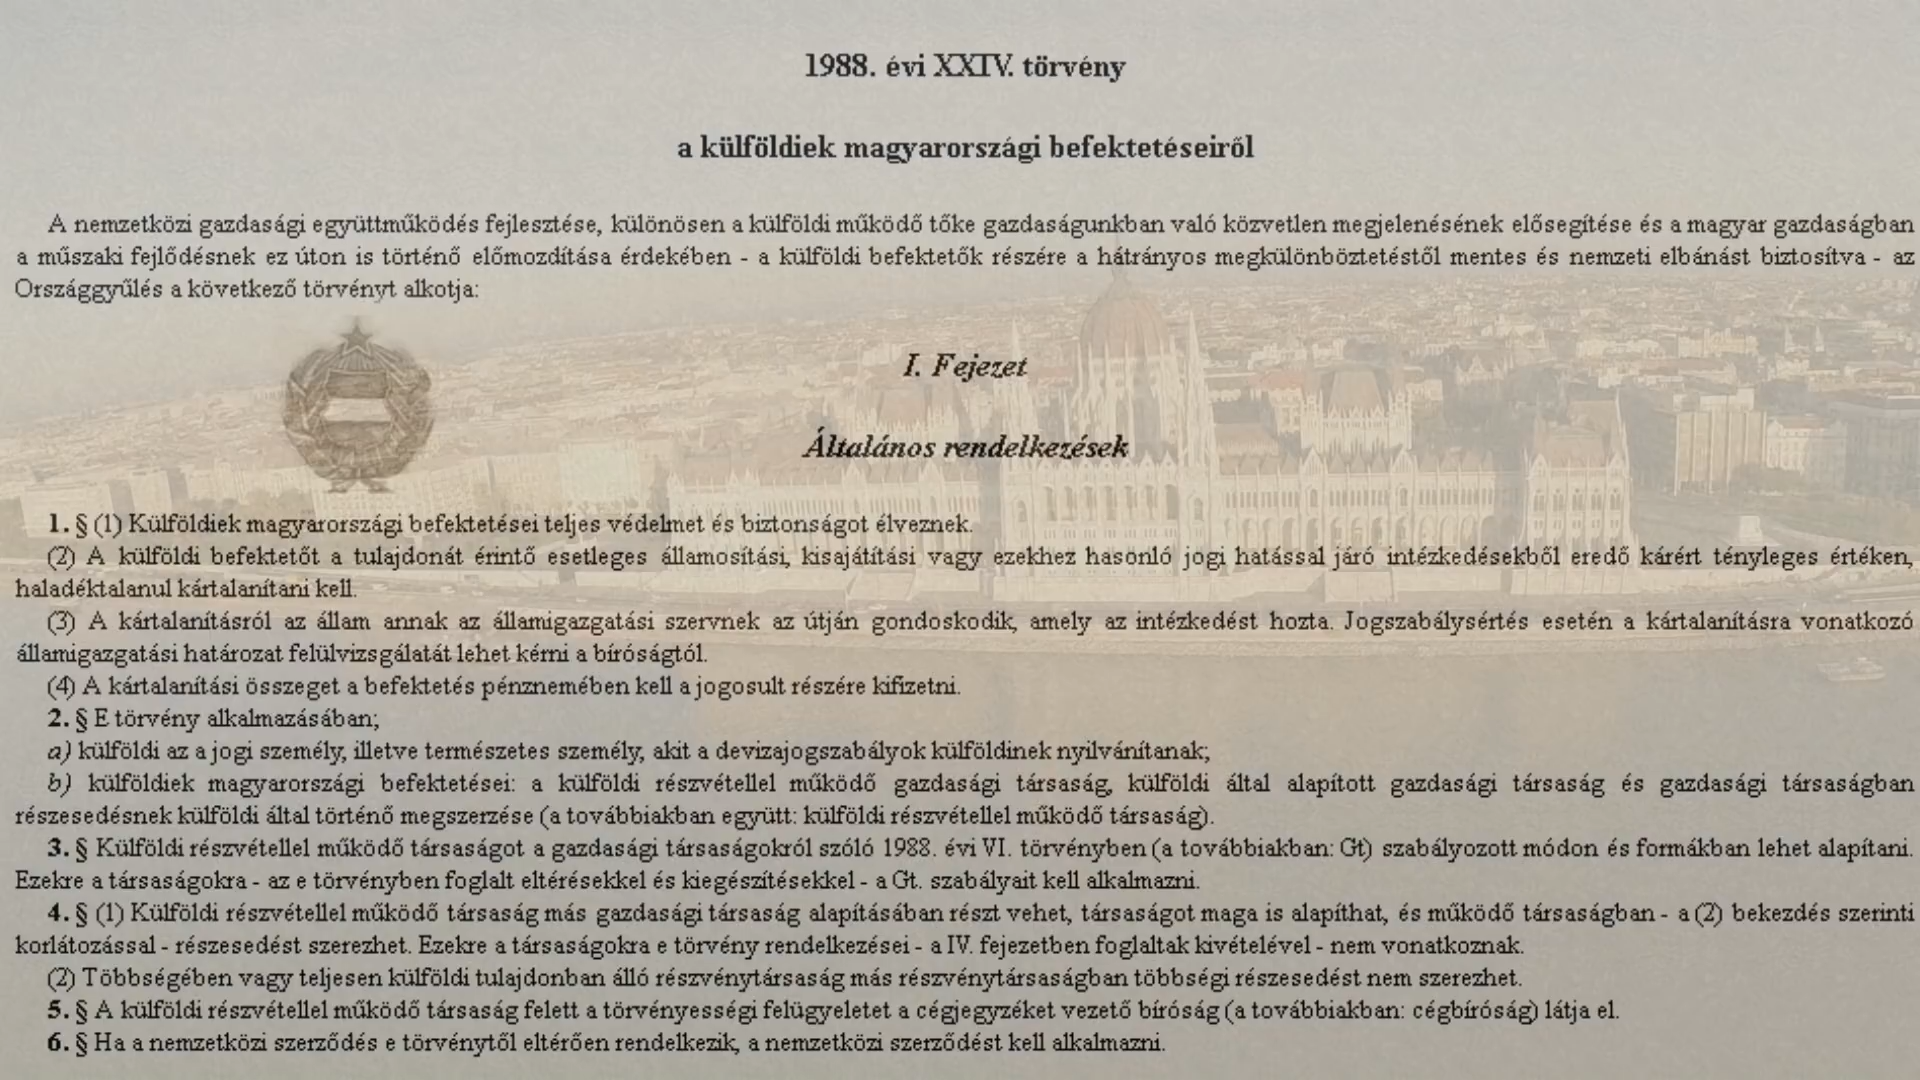 1988. évi XXIV. törvény
a külföldiek magyarországi befektetéseiről
A nemzetközi gazdasági együttműködés fejlesztése, különösen a külföldi működő tőke gazdaságunkban való közvetlen megjelenésének elősegítése és a magyar gazdaságban
a műszaki fejlődésnek ez úton is történő előmozdítása érdekében - a külföldi befektetők részére a hátrányos megkülönböztetéstől mentes és nemzeti elbánást biztosítva - az
Országgyűlés a következő törvényt alkotja:
I. Fejezet
Általános rendelkezések
1. § (1) Külföldiek magyarországi befektetései teljes védelmet és biztonságot élveznek.
(2) A külföldi befektetőt a tulajdonát érintő esetleges államosítási, kisajátítási vagy ezekhez hasonló jogi hatással járó intézkedésekből eredő kárért tényleges értéken,
haladéktalanul kártalanítani kell.
(3) A kártalanításról az állam annak az államigazgatási szervnek az útján gondoskodik, amely az intézkedést hozta. Jogszabálysértés esetén a kártalanításra vonatkozó
államigazgatási határozat felülvizsgálatát lehet kérni a bíróságtól.
(4) A kártalanítási összeget a befektetés pénznemében kell a jogosult részére kifizetni.
2. § E törvény alkalmazásában;
a) külföldi az a jogi személy, illetve természetes személy, akit a devizajogszabályok külföldinek nyilvánítanak;
b) külföldiek magyarországi befektetései: a külföldi részvétellel működő gazdasági társaság, külföldi által alapított gazdasági társaság és gazdasági társaságban
részesedésnek külföldi által történő megszerzése (a továbbiakban együtt: külföldi részvétellel működő társaság).
3. § Külföldi részvétellel működő társaságot a gazdasági társaságokról szóló 1988. évi VI. törvényben (a továbbiakban: Gt) szabályozott módon és formákban lehet alapítani.
Ezekre a társaságokra - az e törvényben foglalt eltérésekkel és kiegészítésekkel - a Gt. szabályait kell alkalmazni.
4. § (1) Külföldi részvétellel működő társaság más gazdasági társaság alapításában részt vehet, társaságot maga is alapíthat, és működő társaságban - a (2) bekezdés szerinti
korlátozással - részesedést szerezhet. Ezekre a társaságokra e törvény rendelkezései - a IV. fejezetben foglaltak kivételével - nem vonatkoznak.
(2) Többségében vagy teljesen külföldi tulajdonban álló részvénytársaság más részvénytársaságban többségi részesedést nem szerezhet.
5. § A külföldi részvétellel működő társaság felett a törvényességi felügyeletet a cégjegyzéket vezető bíróság (a továbbiakban: cégbíróság) látja el.
6. § Ha a nemzetközi szerződés e törvénytől eltérően rendelkezik, a nemzetközi szerződést kell alkalmazni.